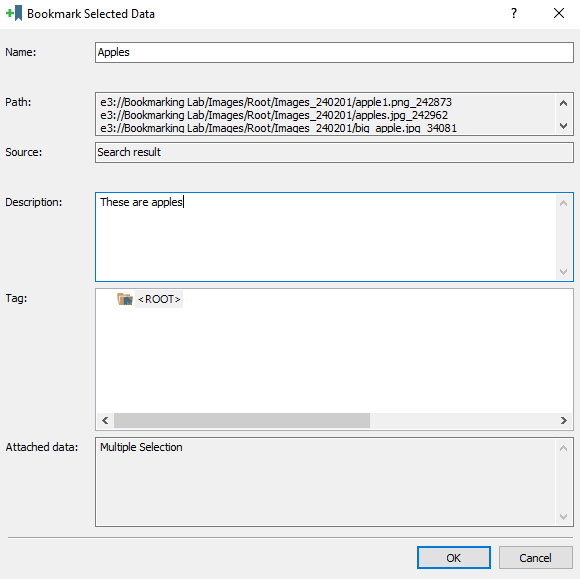 Bookmark Selected Data
Name:
Apples
Path:
e3://Bookmarking Lab/Images/Root/Images_240201/apple1.png_242873
e3://Bookmarking Lab/Images/Root/Images_240201/apples.jpg_242962
e3://Bookmarking Lab/Images/Root/Images_240201/big_apple.jpg_34081
Source:
Search result
Description:
These are apples
Tag:
<ROOT>
Attached data:
Multiple Selection
OK
Cancel